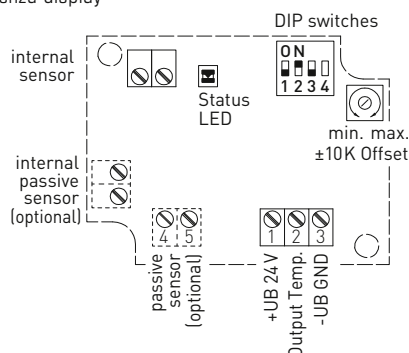 DIP switches
internal
sensor
ON
1 2 3 4
Status
LED
min. max.
±10K Offset
internal
passive
sensor
(optional)
4 5
1 2 3
passive
sensor
(optional)
+UB 24 V
Output Temp.
-UB GND